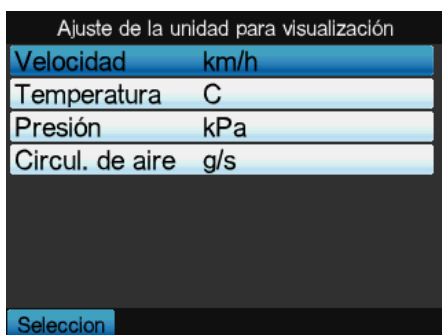 Ajuste de la unidad para visualización
Velocidad km/h
Temperatura C
Presión kPa
Circul. de aire g/s
Seleccion